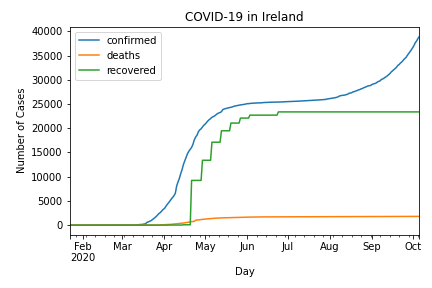 COVID-19 in Ireland
confirmed
deaths
recovered
Number of Cases
40000
35000
30000
25000
20000
15000
10000
5000
0
Feb Mar Apr May Jun Jul Aug Sep Oct
2020
Day